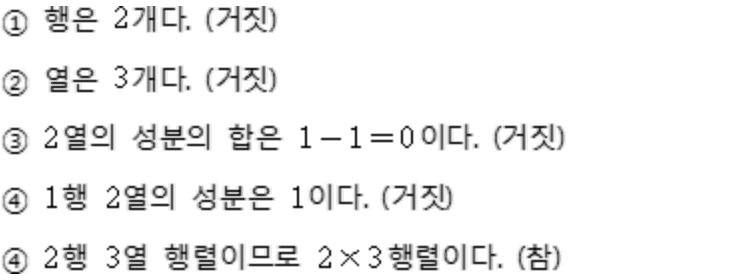 ① 행은 2개다. (거짓)
② 열은 3개다. (거짓)
③ 2열의 성분의 합은 1-1=0이다. (거짓)
④ 1행 2열의 성분은 1이다. (거짓)
④ 2행 3열 행렬이므로 2×3행렬이다. (참)